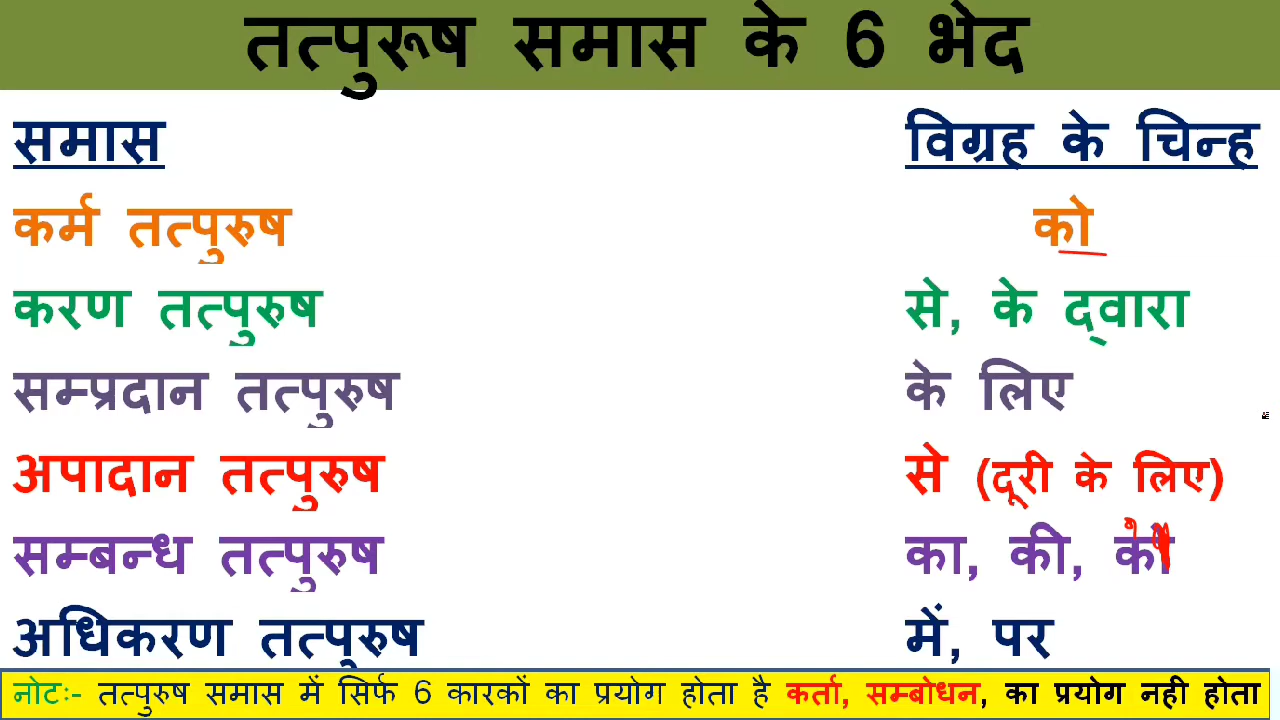 तत्पुरूष समास के 6 भेद
समास विग्रह के चिन्ह
कर्म तत्पुरुष को
करण तत्पुरुष से, के द्वारा
सम्प्रदान तत्पुरुष के लिए
अपादान तत्पुरुष से (दूरी के लिए)
सम्बन्ध तत्पुरुष का, की, को
अधिकरण तत्पुरुष में, पर
नोटः- तत्पुरुष समास में सिर्फ 6 कारकों का प्रयोग होता है कर्ता, सम्बोधन, का प्रयोग नही होता